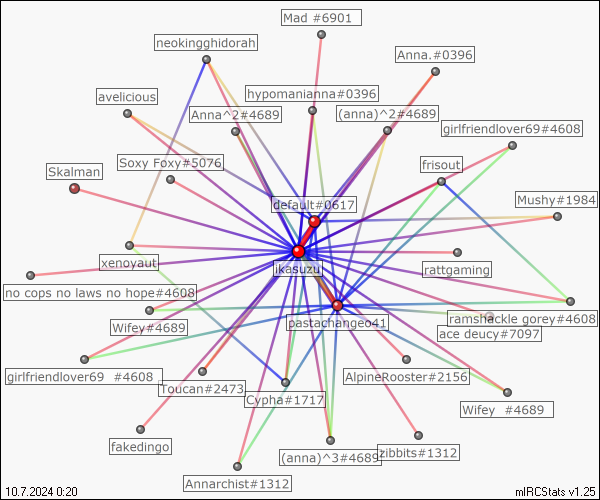 Mad #6901
neokingghidorah
Anna.#0396
avelicious
hypomanianna#0396
Anna^2#4689
(anna)^2#4689
girlfriendlover69#4608
Soxy Foxy#5076
frisout
Skalman
Mushy#1984
default#0617
xenoyaut
ikasuzu
rattgaming
no cops no laws no hope#4608
Wifey#4689
pastachangeo41
ramshackle gorey#4608
ace deucy#7097
girlfriendlover69 #4608
Toucan#2473
AlpineRooster#2156
Cypha#1717
Wifey #4689
fakedingo
(anna)^3#4689
zibbits#1312
Annarchist#1312
10.7.2024 0:20
mIRCStats v1.25